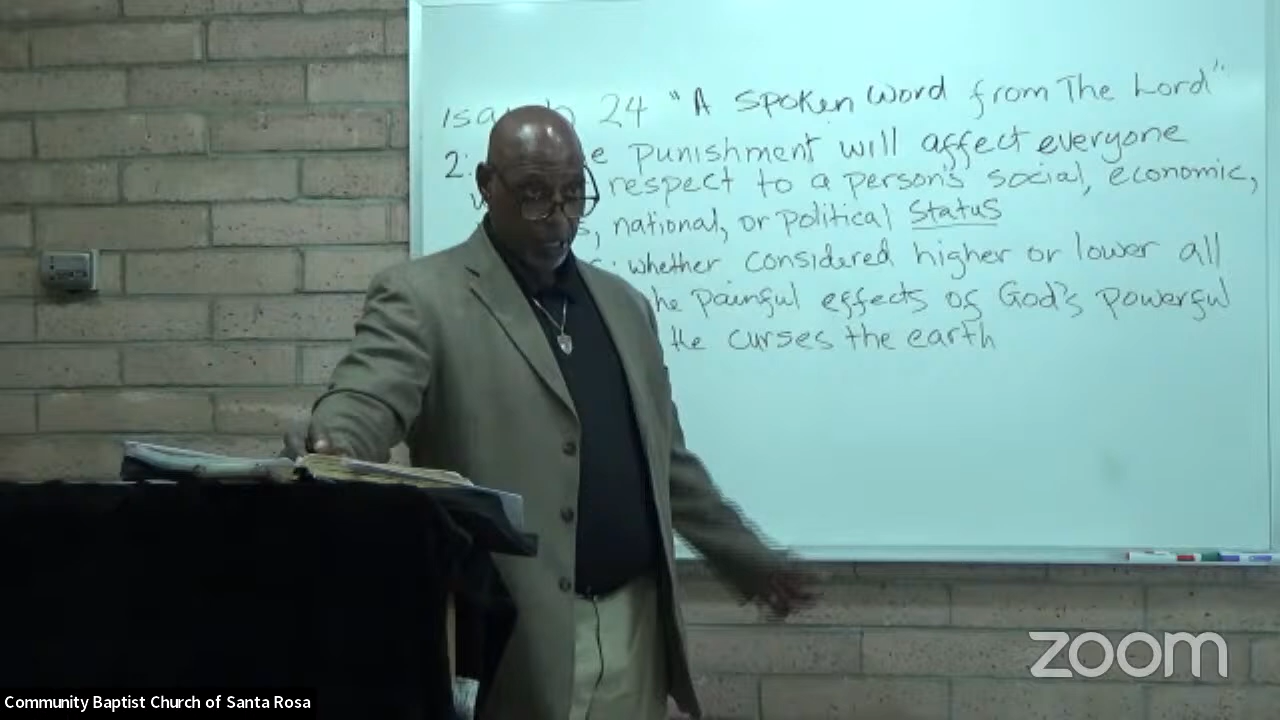 Isaiah 24 "A spoken word from The Lord"
2: punishment will affect everyone
respect to a person's social, economic,
national, or political status
whether considered higher or lower all
painful effects of God's powerful
He curses the earth
zoom
Community Baptist Church of Santa Rosa